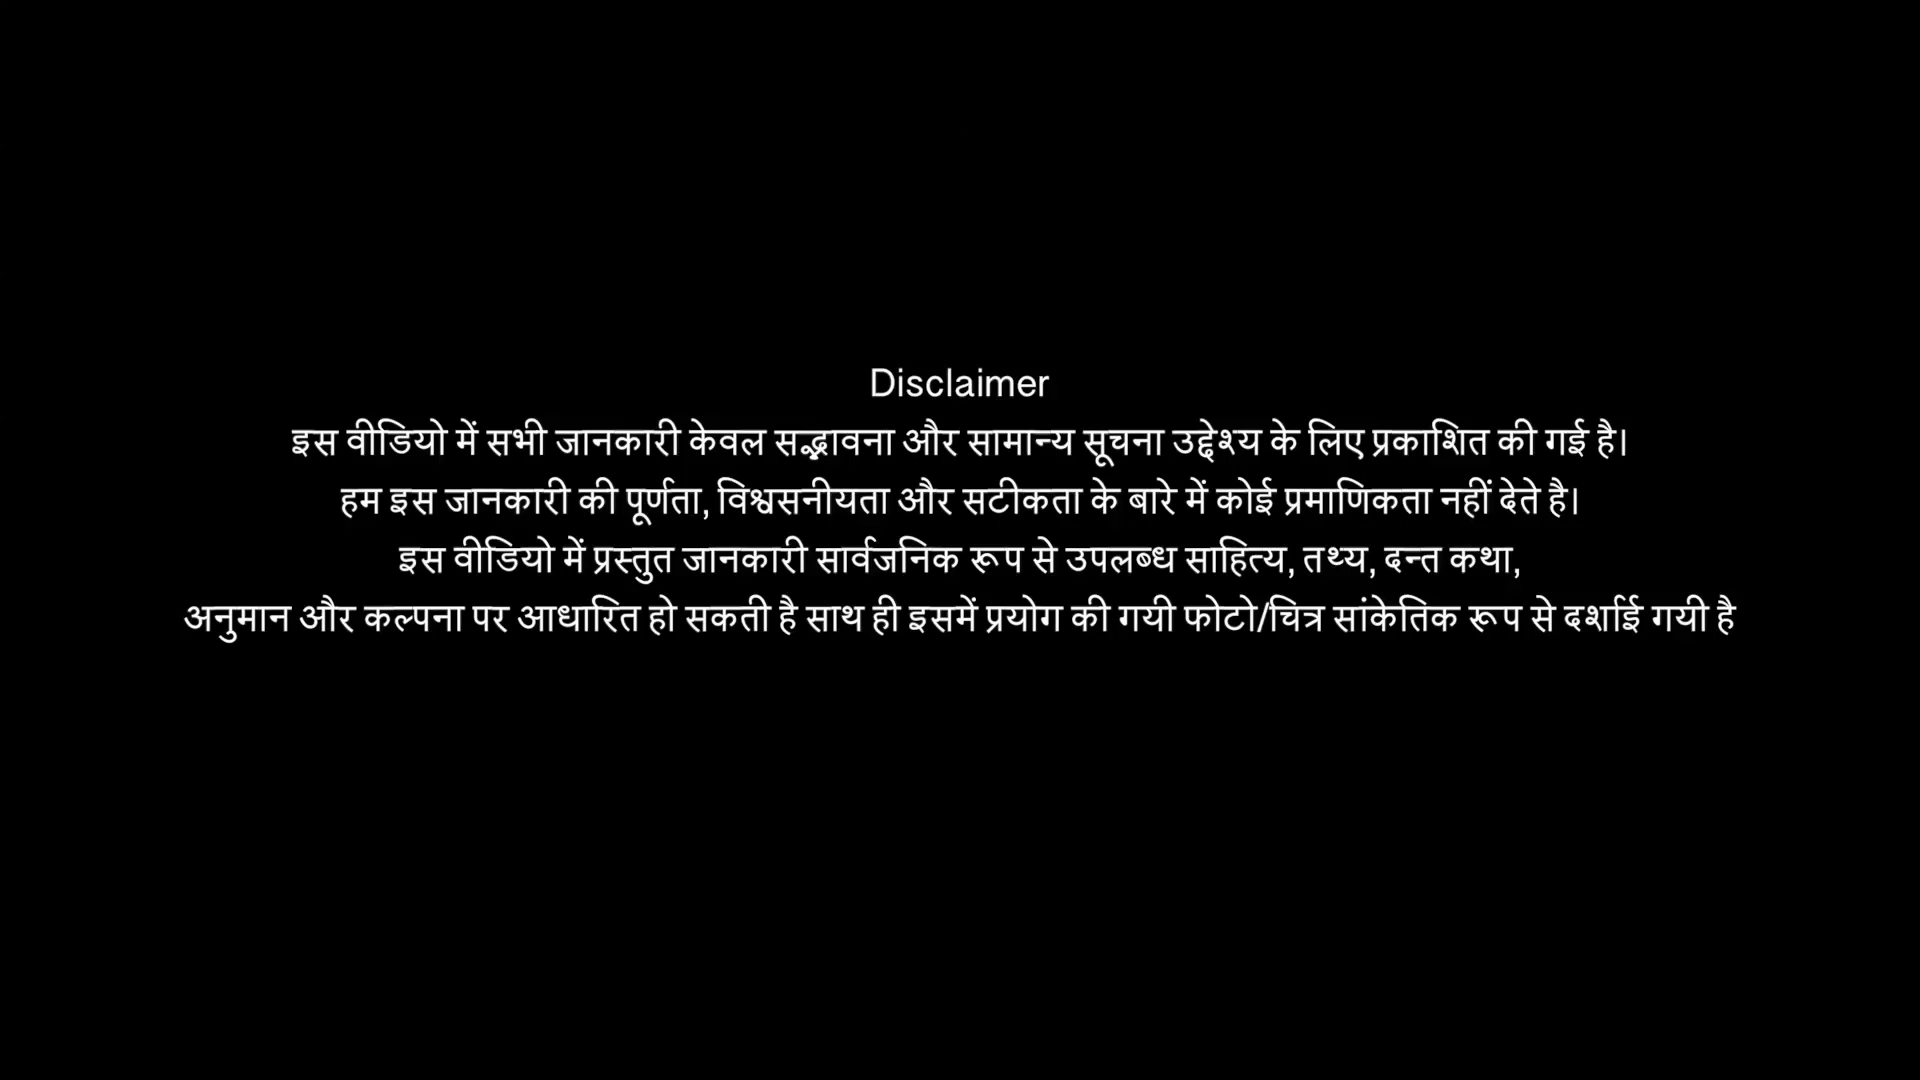 Disclaimer
इस वीडियो में सभी जानकारी केवल सद्भावना और सामान्य सूचना उद्देश्य के लिए प्रकाशित की गई है।
हम इस जानकारी की पूर्णता, विश्वसनीयता और सटीकता के बारे में कोई प्रमाणिकता नहीं देते है।
इस वीडियो में प्रस्तुत जानकारी सार्वजनिक रूप से उपलब्ध साहित्य, तथ्य, दन्त कथा,
अनुमान और कल्पना पर आधारित हो सकती है साथ ही इसमें प्रयोग की गयी फोटो/चित्र सांकेतिक रूप से दर्शाई गयी है